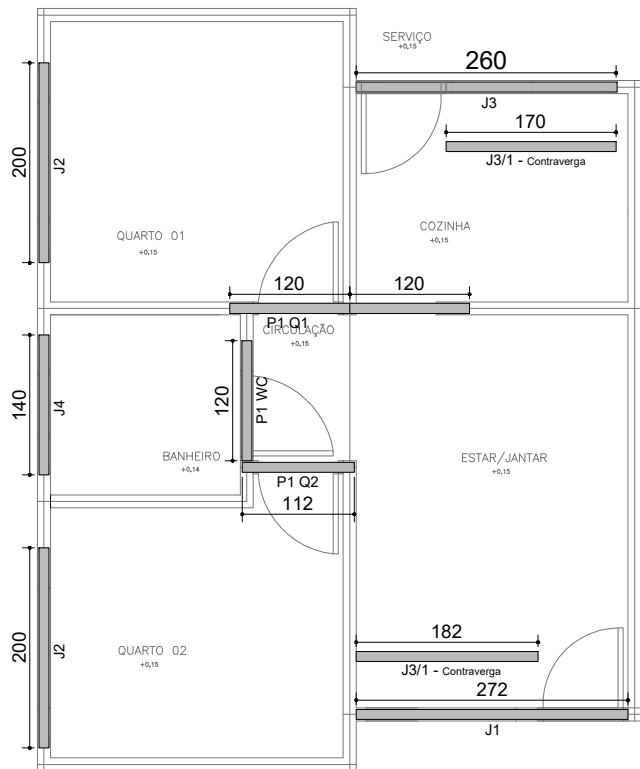 SERVIÇO
+0,15
260
J3
170
J3/1 - Contraverga
200
J2
QUARTO 01
+0,15
COZINHA
+0,15
120
120
P1 Q1
CIRCULAÇÃO
+0,15
140
J4
120
P1 WC
BANHEIRO
+0,14
ESTAR/JANTAR
+0,15
P1 Q2
112
200
J2
QUARTO 02
+0,15
182
J3/1 - Contraverga
272
J1